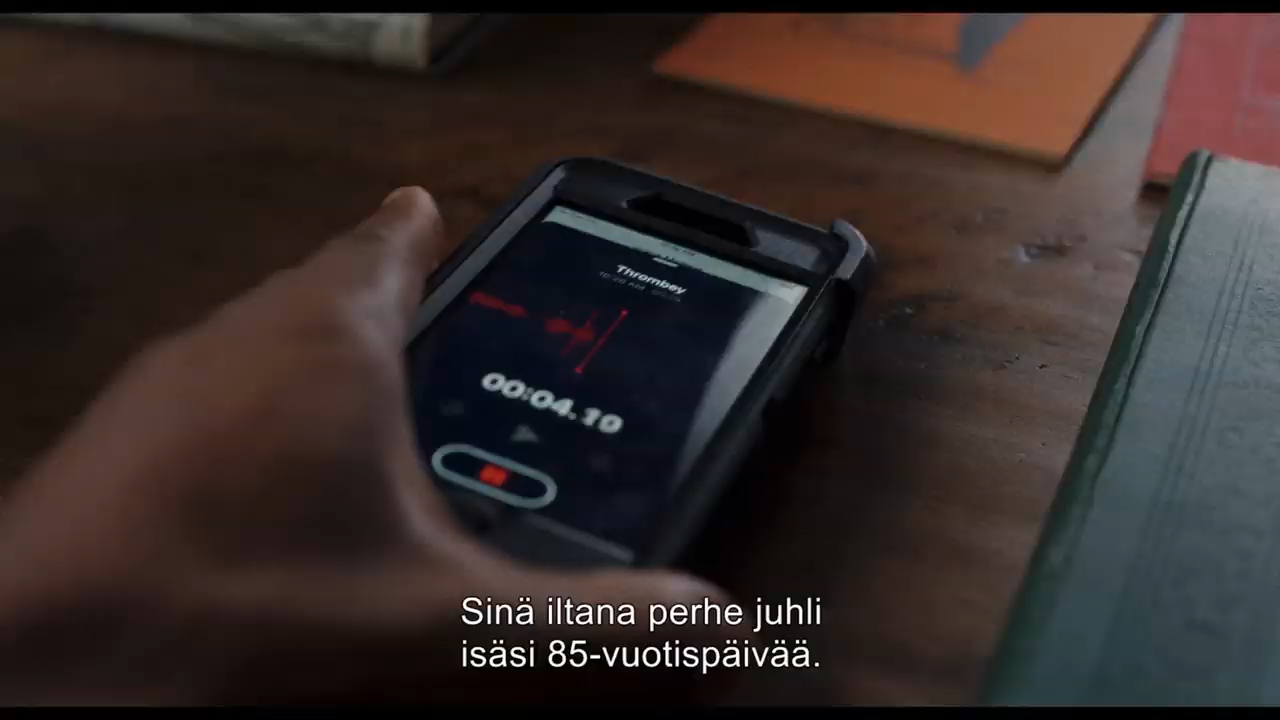 Thrombey
00:04.19
Sinä iltana perhe juhli
isäsi 85-vuotispäivää.